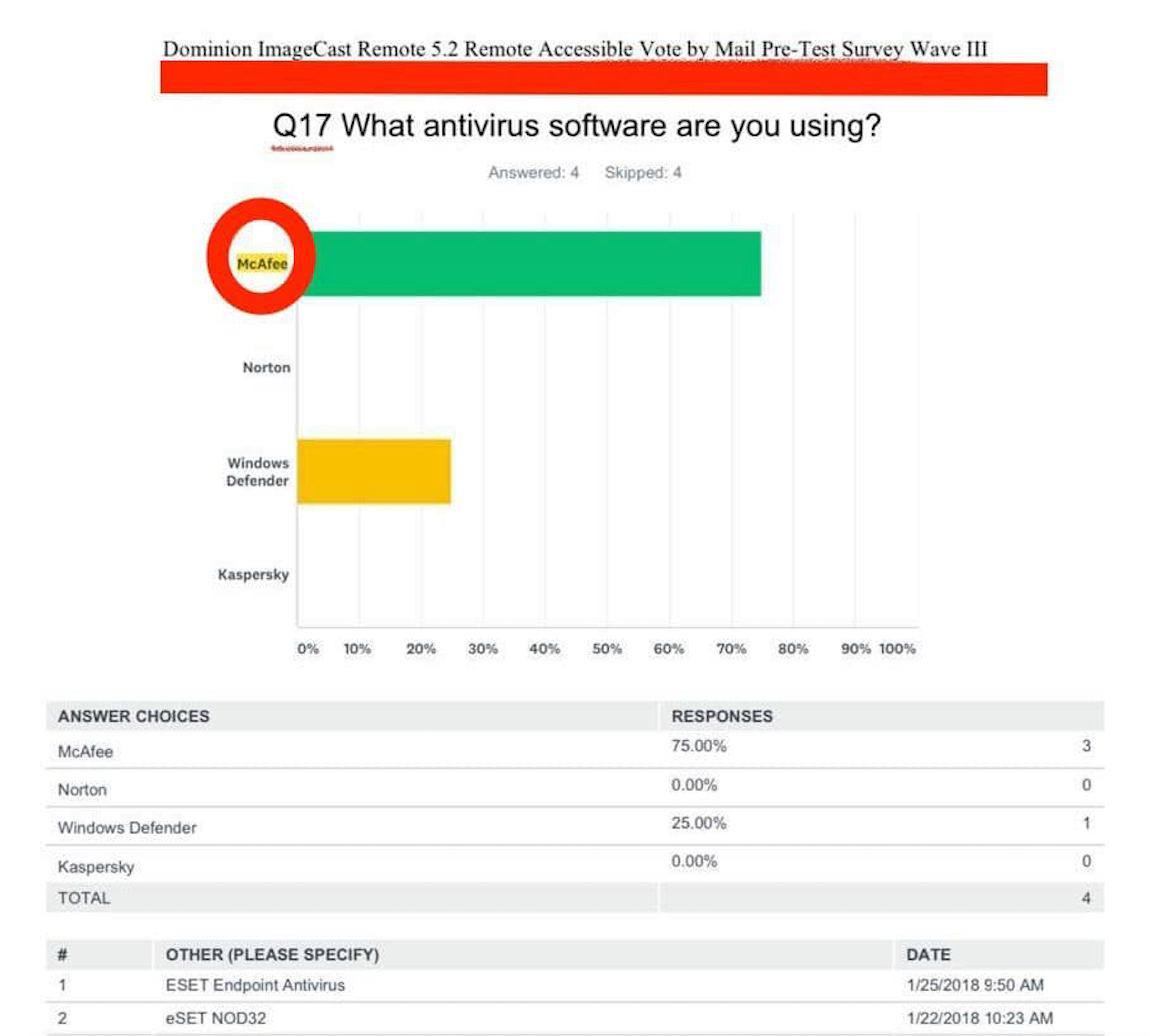 Dominion ImageCast Remote 5.2 Remote Accessible Vote by Mail Pre-Test Survey Wave III
Q17 What antivirus software are you using?
Answered: 4 Skipped: 4
McAfee
Norton
Windows
Defender
Kaspersky
0% 10% 20% 30% 40% 50% 60% 70% 80% 90% 100%
ANSWER CHOICES RESPONSES
McAfee 75.00% 3
Norton 0.00% 0
Windows Defender 25.00% 1
Kaspersky 0.00% 0
TOTAL 4
# OTHER (PLEASE SPECIFY) DATE
1 ESET Endpoint Antivirus 1/25/2018 9:50 AM
2 eSET NOD32 1/22/2018 10:23 AM